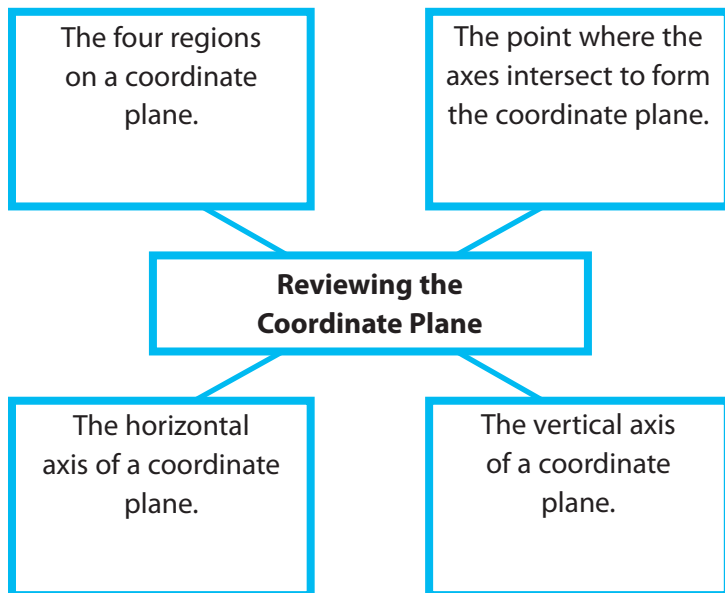 The four regions
on a coordinate
plane.
The point where the
axes intersect to form
the coordinate plane.
Reviewing the
Coordinate Plane
The horizontal
axis of a coordinate
plane.
The vertical axis
of a coordinate
plane.